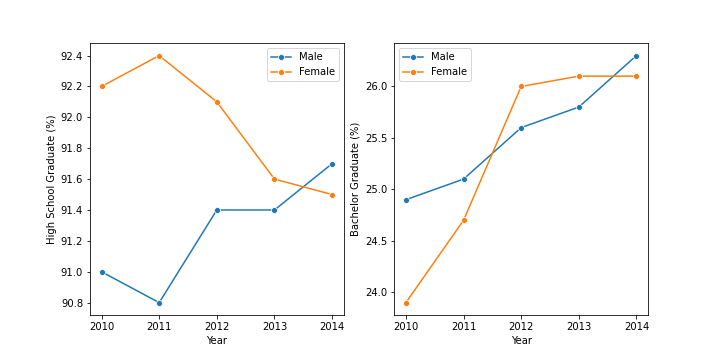 High School Graduate (%)
92.4
92.2
92.0
91.8
91.6
91.4
91.2
91.0
90.8
Male
Female
2010 2011 2012 2013 2014
Year
Bachelor Graduate (%)
26.0
25.5
25.0
24.5
24.0
Male
Female
2010 2011 2012 2013 2014
Year